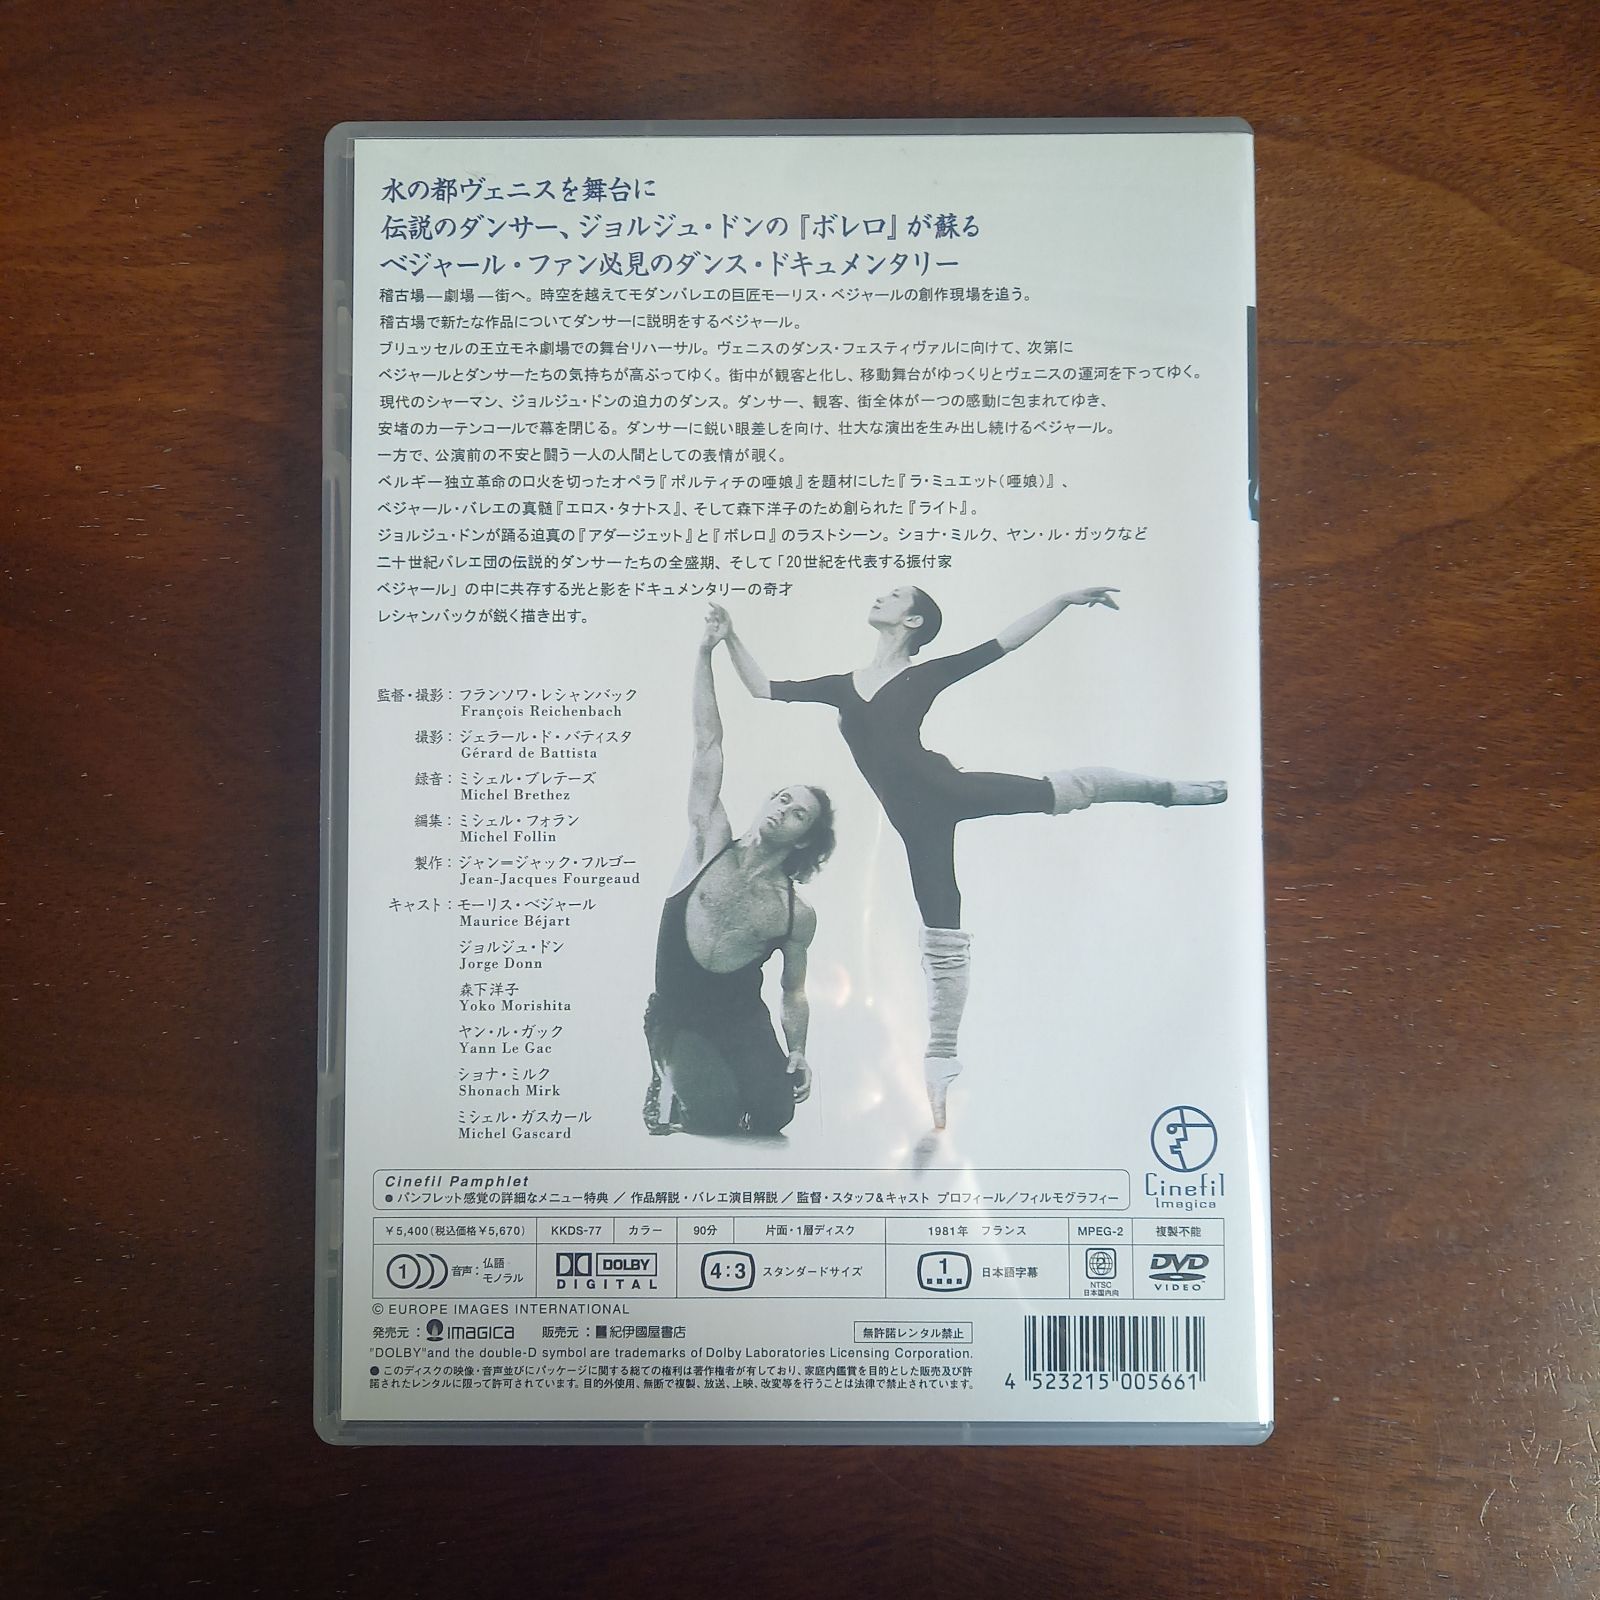 水の都ヴェニスを舞台に
伝説のダンサー、ジョルジュ・ドンの『ボレロ』が蘇る
ベジャール・ファン必見のダンス・ドキュメンタリー
稽古場―劇場―街へ。時空を越えてモダンバレエの巨匠モーリス・ベジャールの創作現場を追う。
稽古場で新たな作品についてダンサーに説明をするベジャール。
ブリュッセルの王立モネ劇場での舞台リハーサル。ヴェニスのダンス・フェスティヴァルに向けて、次第に
ベジャールとダンサーたちの気持ちが高ぶってゆく。街中が観客と化し、移動舞台がゆっくりとヴェニスの運河を下ってゆく。
現代のシャーマン、ジョルジュ・ドンの迫力のダンス。ダンサー、観客、街全体が一つの感動に包まれてゆき、
安堵のカーテンコールで幕を閉じる。ダンサーに鋭い眼差しを向け、壮大な演出を生み出し続けるベジャール。
一方で、公演前の不安と闘う一人の人間としての表情が覗く。
ベルギー独立革命の口火を切ったオペラ『ポルティチの唖娘』を題材にした『ラ・ミュエット(唖娘)』、
ベジャール・バレエの真髄『エロス・タナトス』、そして森下洋子のため創られた『ライト』。
ジョルジュ・ドンが踊る迫真の『アダージェット』と『ボレロ』のラストシーン。ショナ・ミルク、ヤン・ル・ガックなど
二十世紀バレエ団の伝説的ダンサーたちの全盛期、そして「20世紀を代表する振付家
ベジャール」の中に共存する光と影をドキュメンタリーの奇才
レシャンバックが鋭く描き出す。
監督・撮影：フランソワ・レシャンバック
François Reichenbach
撮影：ジェラール・ド・バティスタ
Gérard de Battista
録音：ミシェル・ブレテーズ
Michel Brethez
編集：ミシェル・フォラン
Michel Follin
製作：ジャン＝ジャック・フルゴー
Jean-Jacques Fourgeaud
キャスト：モーリス・ベジャール
Maurice Béjart
ジョルジュ・ドン
Jorge Donn
森下洋子
Yoko Morishita
ヤン・ル・ガック
Yann Le Gac
ショナ・ミルク
Shonach Mirk
ミシェル・ガスカール
Michel Gascard
Cinefil
Imagica
Cinefil Pamphlet
●パンフレット感覚の詳細なメニュー特典／作品解説・バレエ演目解説／監督・スタッフ&キャスト プロフィール／フィルモグラフィー
￥5,400(税込価格￥5,670) KKDS-77 カラー 90分 片面・1層ディスク 1981年 フランス MPEG-2 複製不能
1 音声：仏語 モノラル DOLBY DIGITAL 4:3 スタンダードサイズ 1 日本語字幕 2 NTSC 日本国内向 DVD VIDEO
© EUROPE IMAGES INTERNATIONAL
発売元：IMAGICA 販売元：紀伊國屋書店 無許諾レンタル禁止
"DOLBY"and the double-D symbol are trademarks of Dolby Laboratories Licensing Corporation.
●このディスクの映像・音声並びにパッケージに関する総ての権利は著作権者が有しており、家庭内鑑賞を目的とした販売及び許
諾されたレンタルに限って許可されています。目的外使用、無断で複製、放送、上映、改変等を行うことは法律で禁止されています。
4 523215 005661